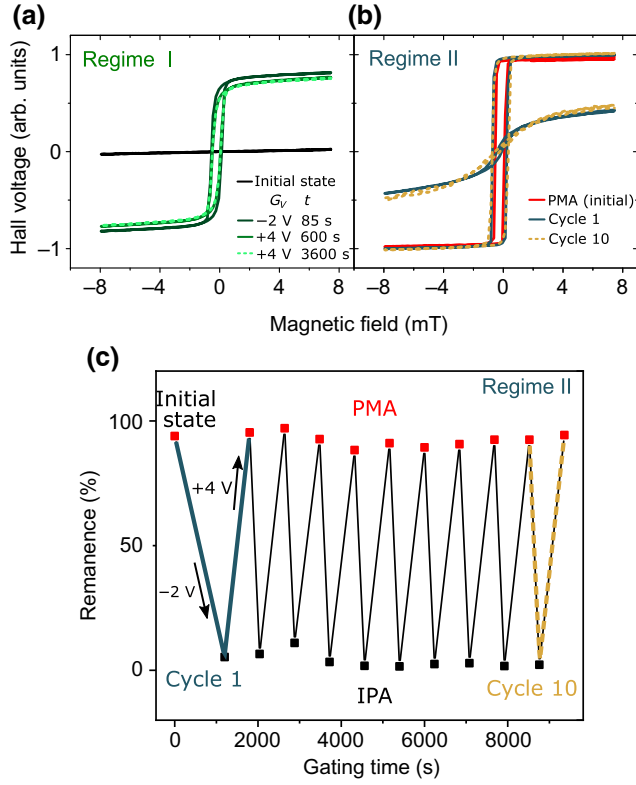 (a)
(b)
Regime I
Regime II
Hall voltage (arb. units)
1
0
−1
Initial state
G_V t
−2 V 85 s
+4 V 600 s
+4 V 3600 s
PMA (initial)
Cycle 1
Cycle 10
−8 −4 0 4 8
−8 −4 0 4 8
Magnetic field (mT)
(c)
Regime II
Initial
state
PMA
+4 V
−2 V
Cycle 1
IPA
Cycle 10
Remanence (%)
100
50
0
0 2000 4000 6000 8000
Gating time (s)